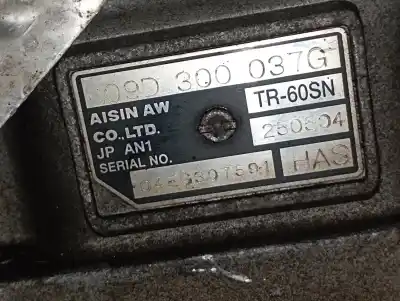 09D 300 037G
AISIN AW
CO.,LTD.
JP AN1
SERIAL NO.
TR-60SN
250304
HAS